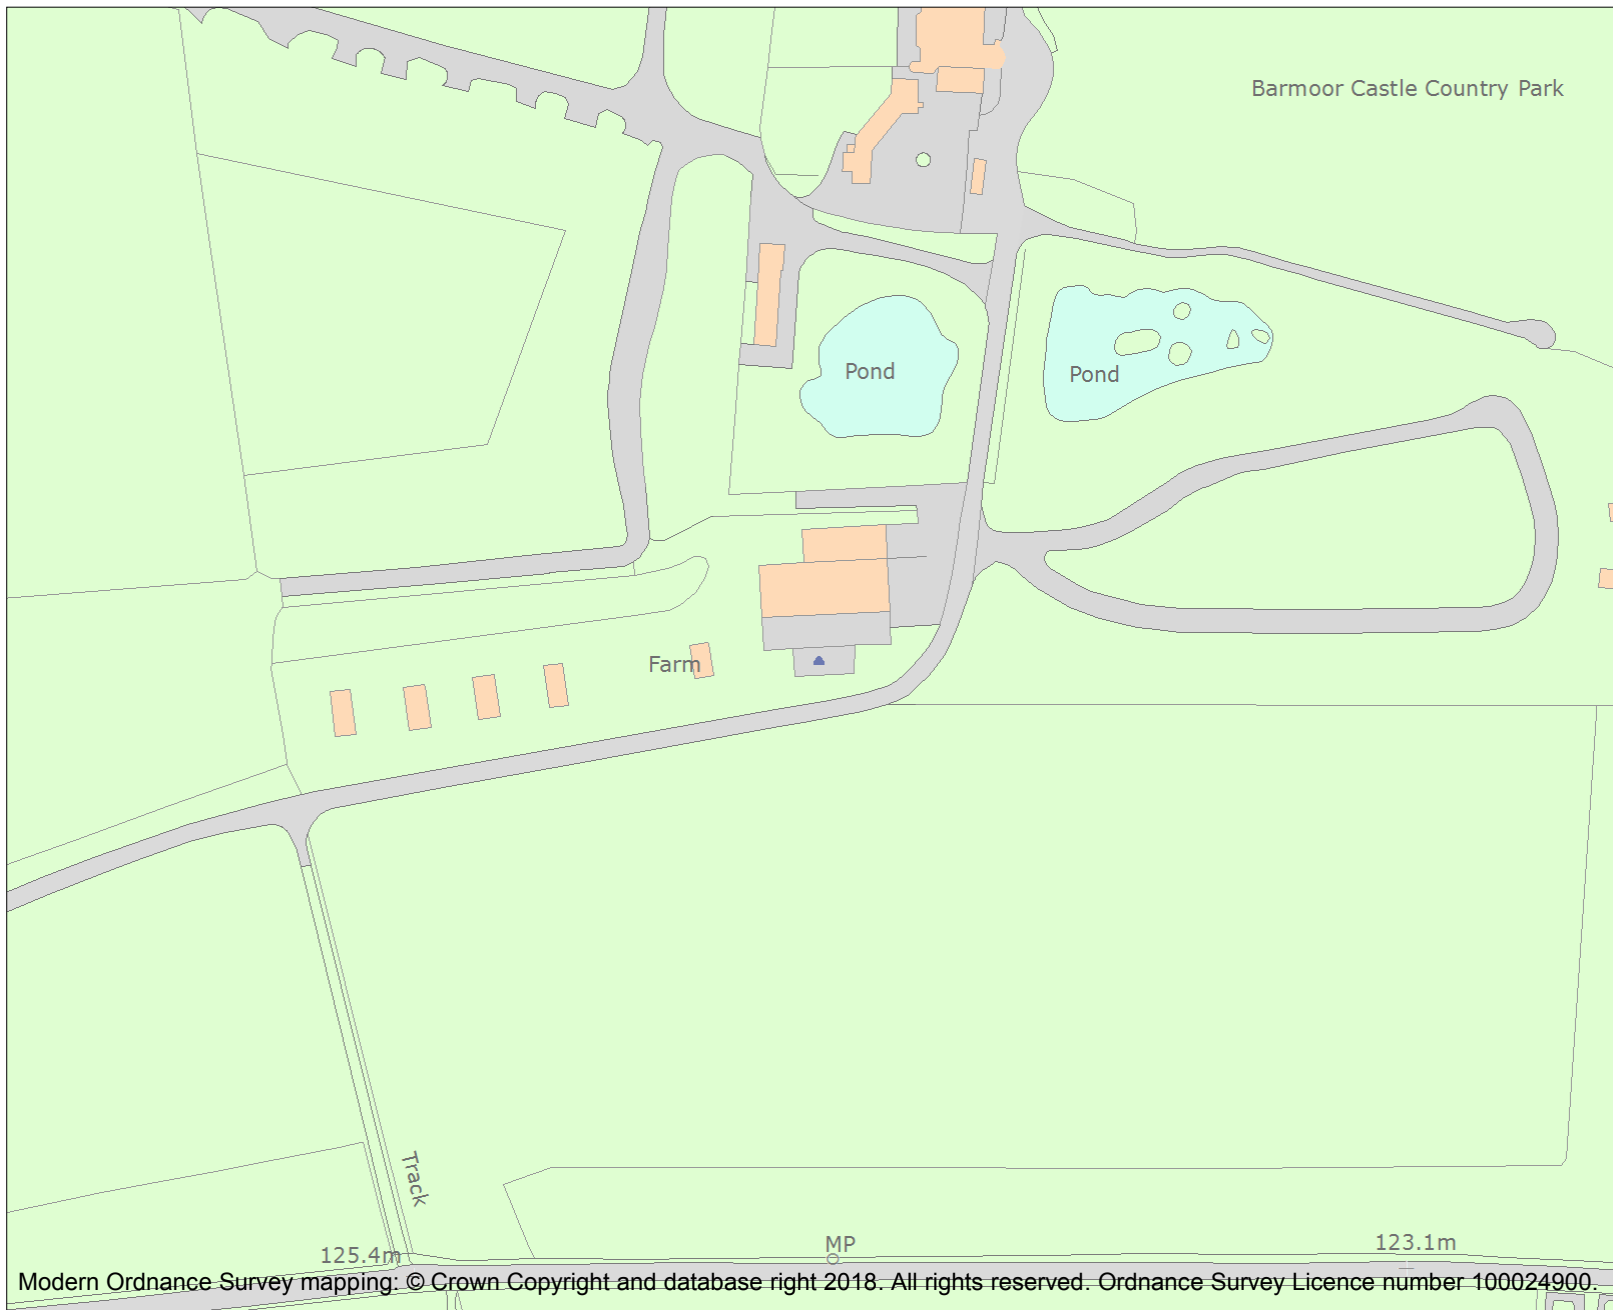 Barmoor Castle Country Park
Pond
Pond
Farm
Track
125.4m
MP
123.1m
Modern Ordnance Survey mapping: © Crown Copyright and database right 2018. All rights reserved. Ordnance Survey Licence number 100024900.